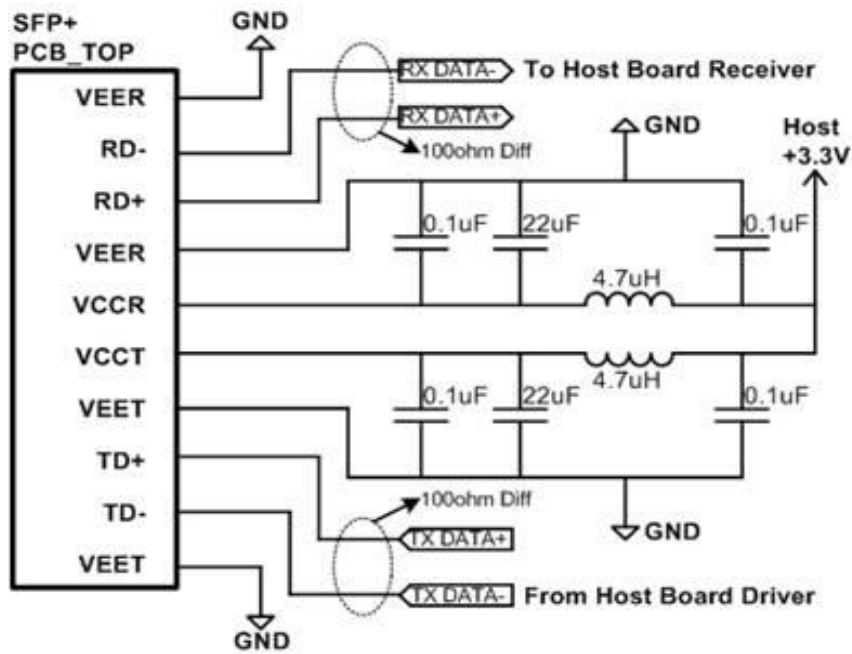 SFP+
PCB_TOP
GND
VEER
RX DATA-
To Host Board Receiver
RD-
RX DATA+
100ohm Diff
GND
Host
+3.3V
RD+
VEER
0.1uF
22uF
0.1uF
4.7uH
VCCR
VCCT
4.7uH
VEET
0.1uF
22uF
0.1uF
TD+
100ohm Diff
TD-
TX DATA+
GND
VEET
TX DATA-
From Host Board Driver
GND